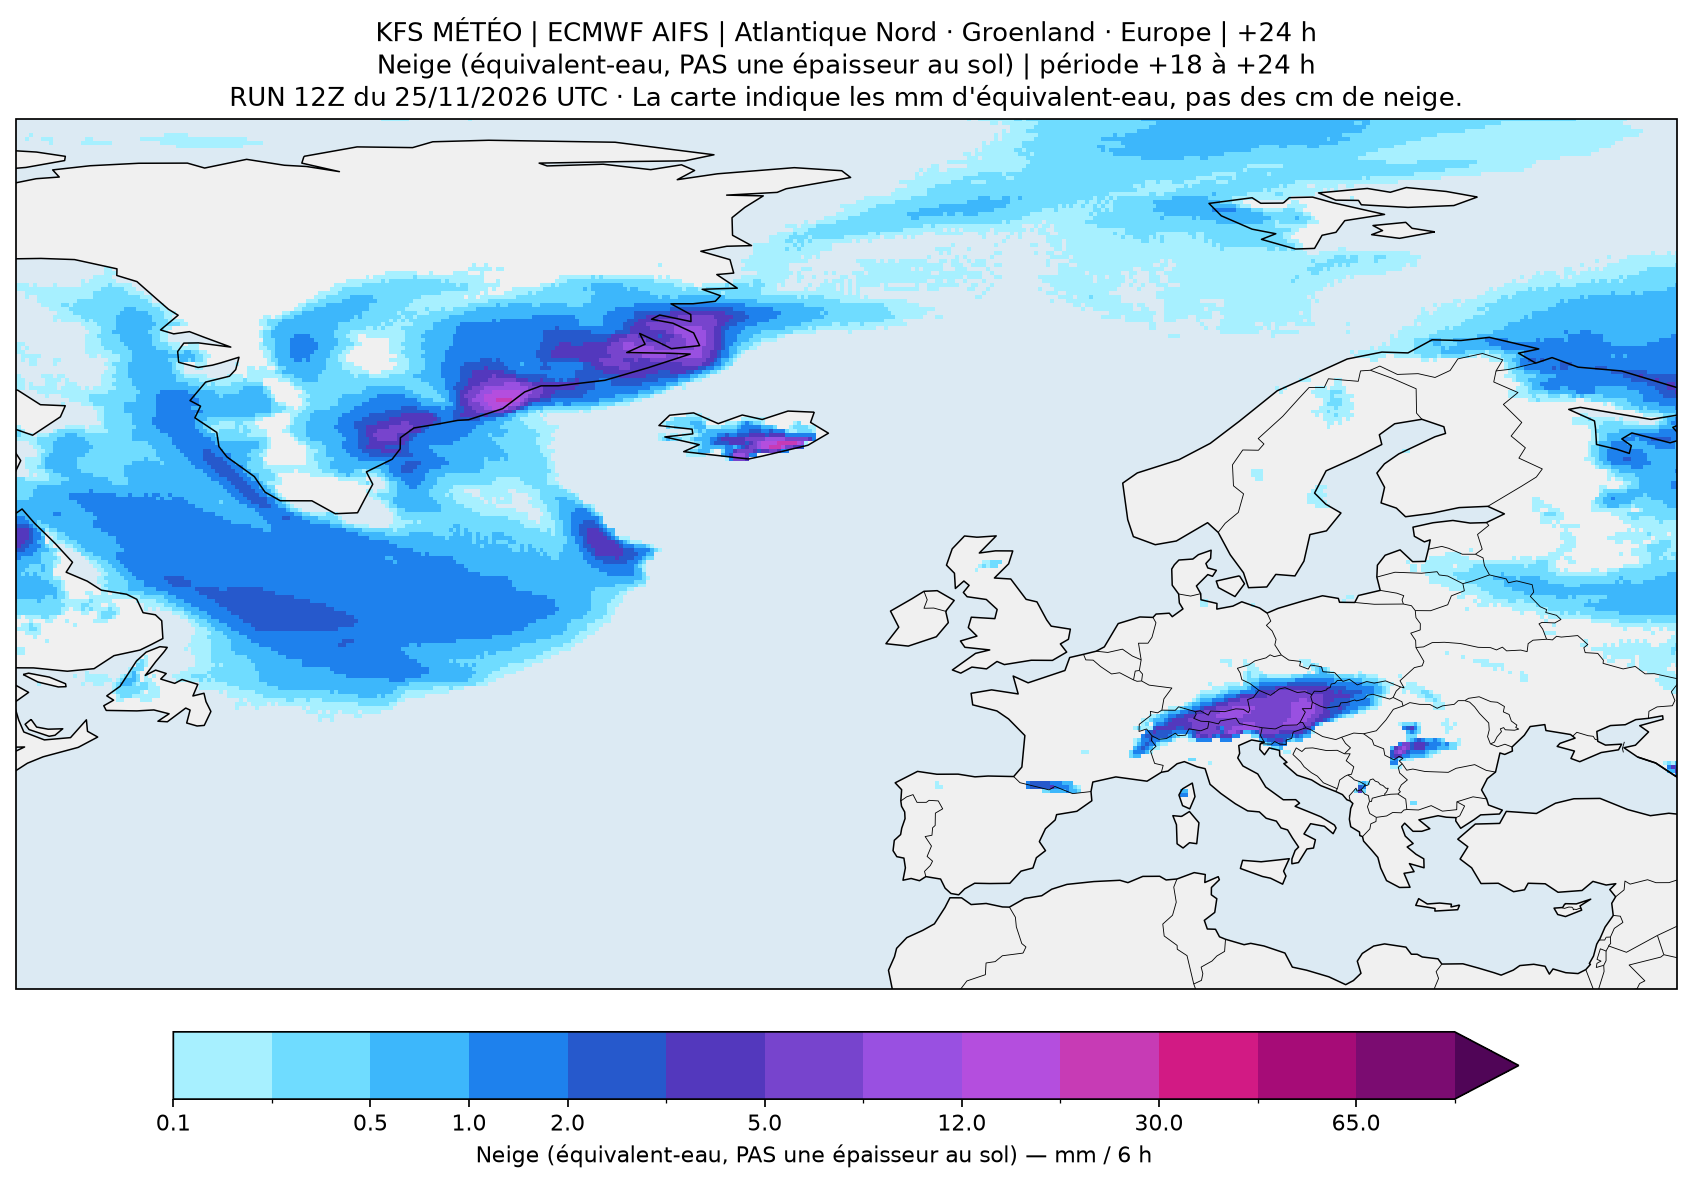 KFS MÉTÉO | ECMWF AIFS | Atlantique Nord · Groenland · Europe | +24 h
Neige (équivalent-eau, PAS une épaisseur au sol) | période +18 à +24 h
RUN 12Z du 25/11/2026 UTC · La carte indique les mm d'équivalent-eau, pas des cm de neige.
0.1 0.5 1.0 2.0 5.0 12.0 30.0 65.0
Neige (équivalent-eau, PAS une épaisseur au sol) — mm / 6 h